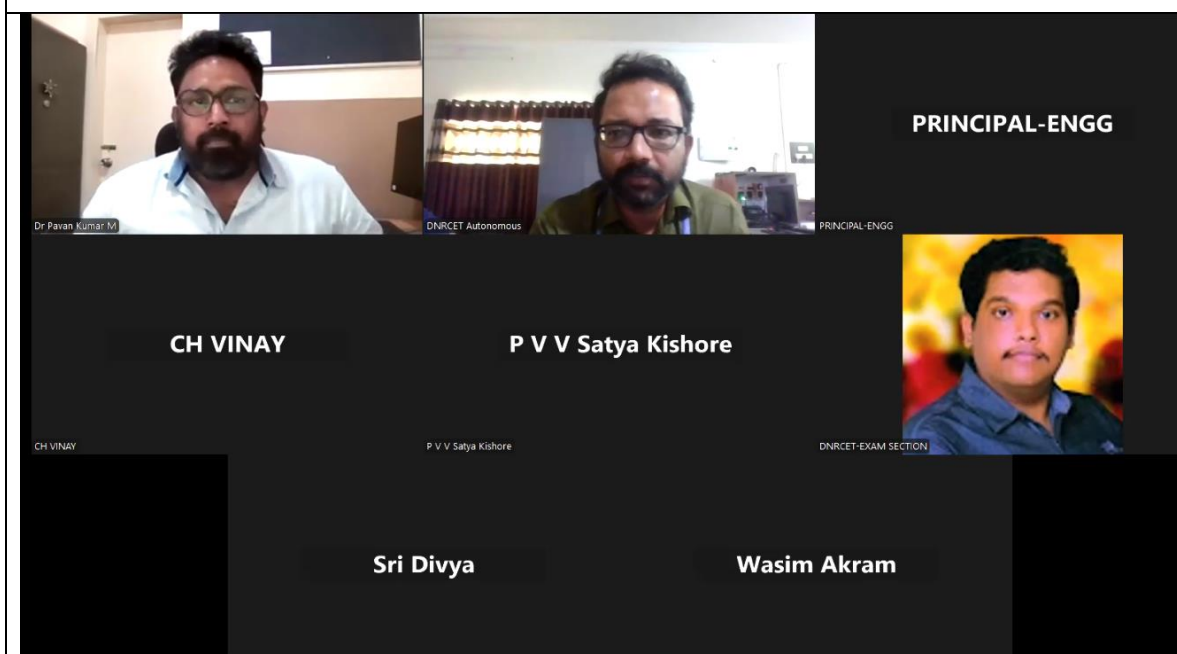 Dr Pavan Kumar M
DNRCET Autonomous
PRINCIPAL-ENGG
PRINCIPAL-ENGG
CH VINAY
CH VINAY
P V V Satya Kishore
P V V Satya Kishore
DNRCET-EXAM SECTION
Sri Divya
Wasim Akram